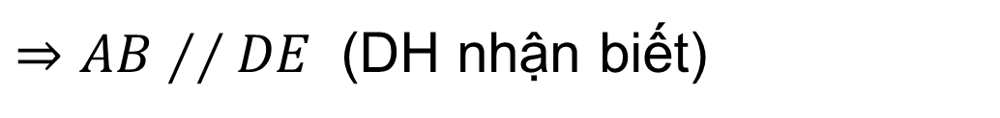 ⇒ AB // DE (DH nhận biết)